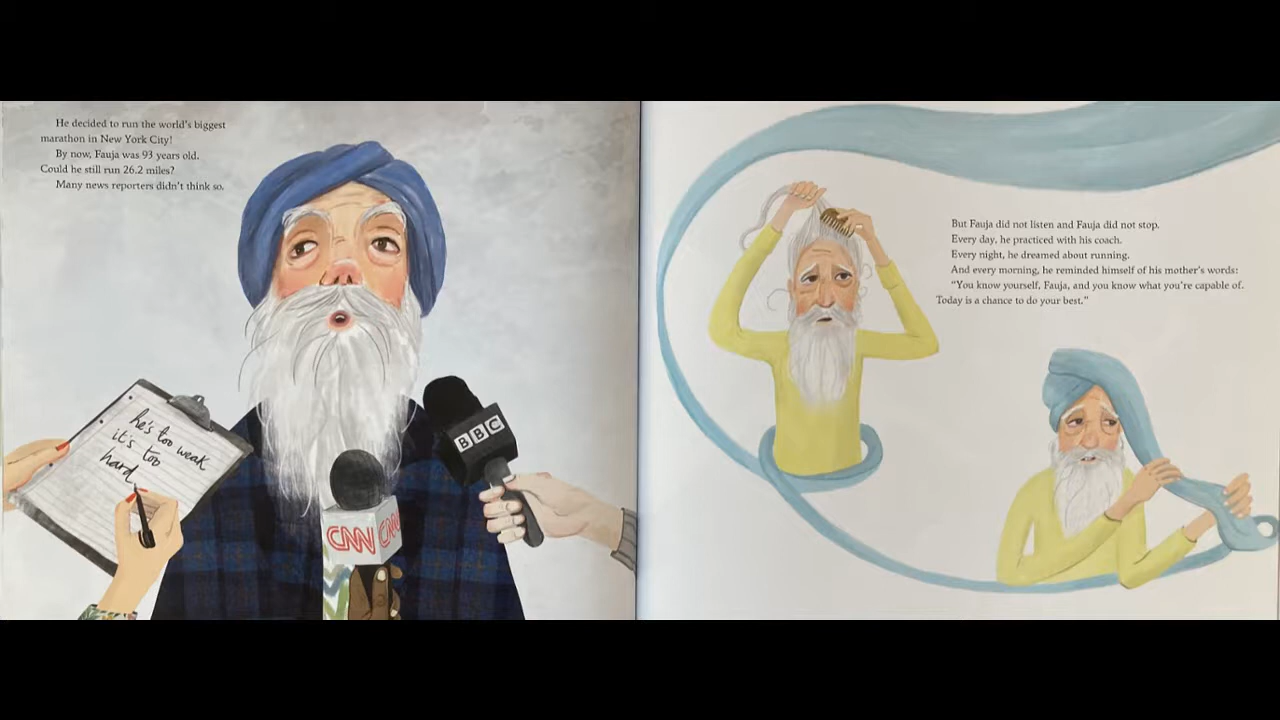 He decided to run the world's biggest
marathon in New York City!
By now, Fauja was 93 years old.
Could he still run 26.2 miles?
Many news reporters didn't think so.
he's too weak
it's too
hard
BBC
CNN CNN
But Fauja did not listen and Fauja did not stop.
Every day, he practiced with his coach.
Every night, he dreamed about running.
And every morning, he reminded himself of his mother's words:
"You know yourself, Fauja, and you know what you're capable of.
Today is a chance to do your best."